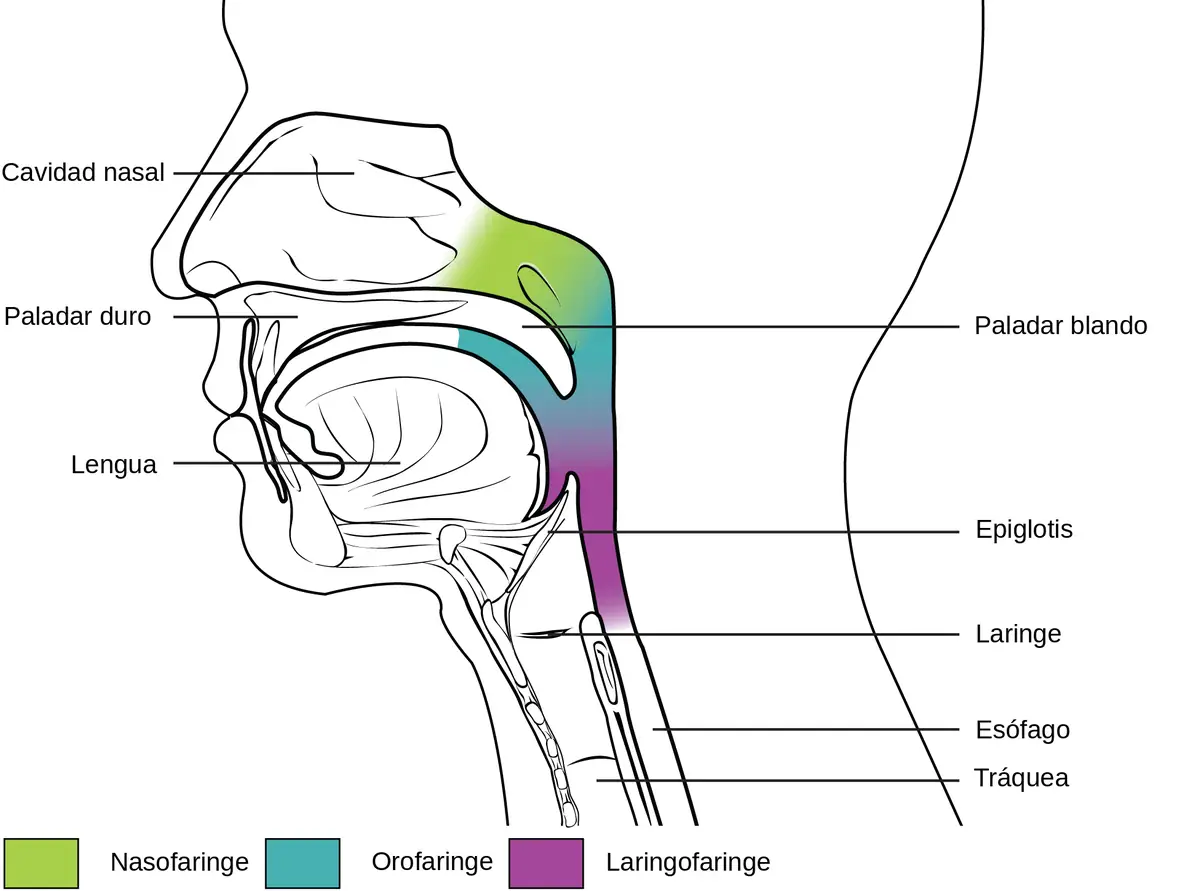 Cavidad nasal
Paladar duro
Paladar blando
Lengua
Epiglotis
Laringe
Esófago
Tráquea
Nasofaringe
Orofaringe
Laringofaringe